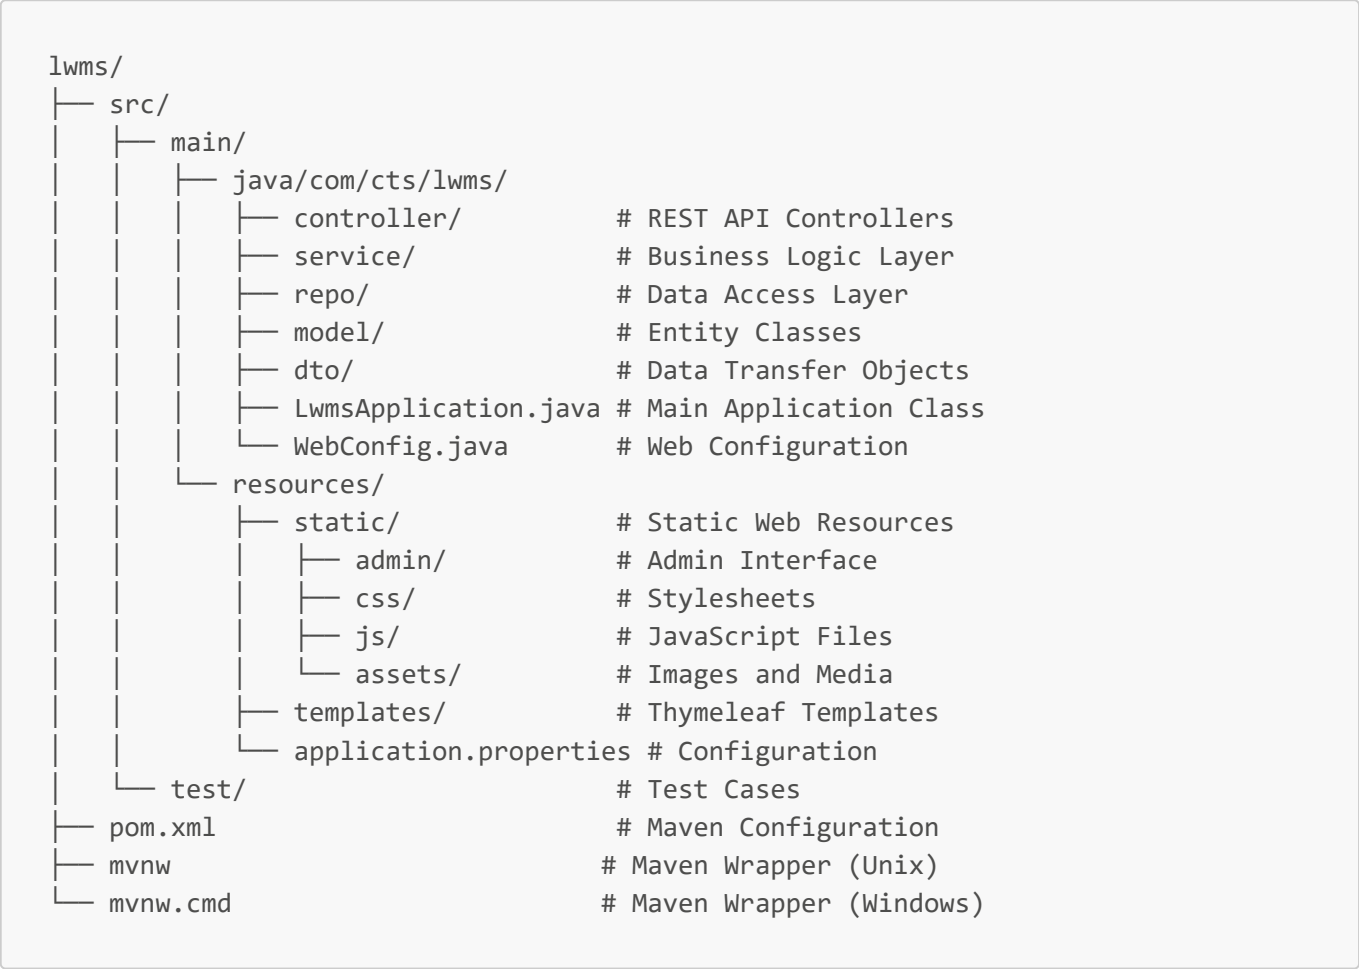 lwms/
├── src/
│   ├── main/
│   │   ├── java/com/cts/lwms/
│   │   │   ├── controller/          # REST API Controllers
│   │   │   ├── service/             # Business Logic Layer
│   │   │   ├── repo/                # Data Access Layer
│   │   │   ├── model/               # Entity Classes
│   │   │   ├── dto/                 # Data Transfer Objects
│   │   │   ├── LwmsApplication.java # Main Application Class
│   │   │   └── WebConfig.java       # Web Configuration
│   │   └── resources/
│   │       ├── static/              # Static Web Resources
│   │       │   ├── admin/           # Admin Interface
│   │       │   ├── css/             # Stylesheets
│   │       │   ├── js/              # JavaScript Files
│   │       │   └── assets/          # Images and Media
│   │       ├── templates/           # Thymeleaf Templates
│   │       └── application.properties # Configuration
│   └── test/                        # Test Cases
├── pom.xml                          # Maven Configuration
├── mvnw                            # Maven Wrapper (Unix)
└── mvnw.cmd                        # Maven Wrapper (Windows)